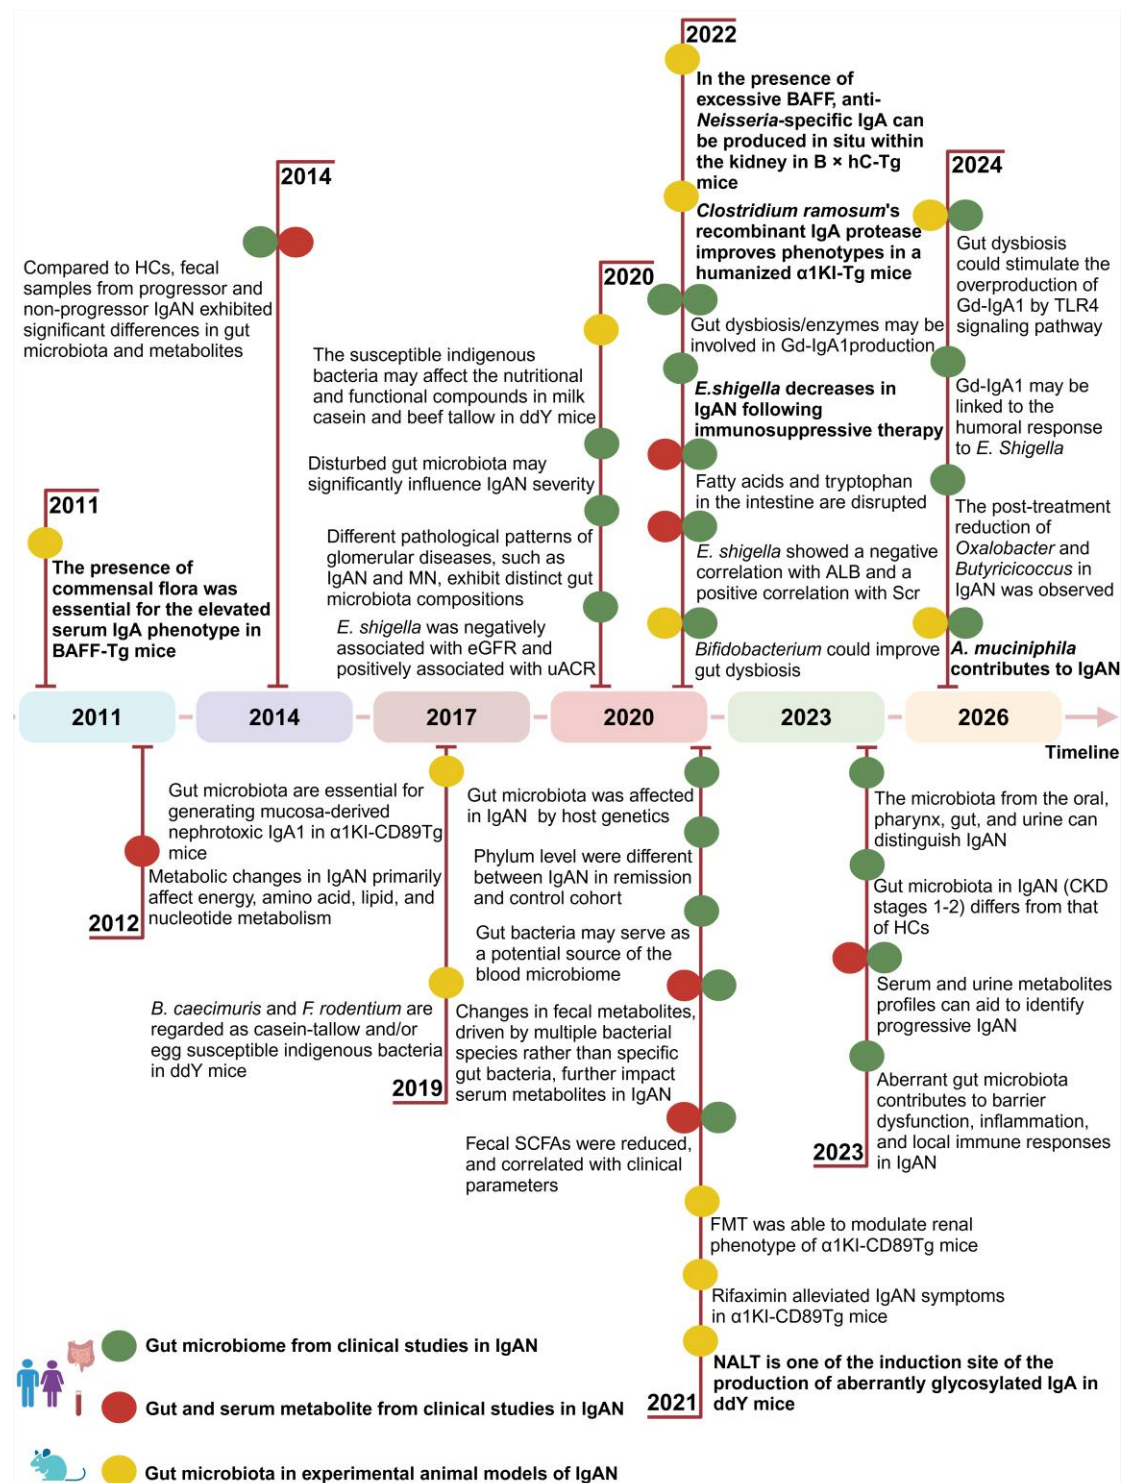 2022
In the presence of
excessive BAFF, anti-
Neisseria-specific IgA can
be produced in situ within
the kidney in B × hC-Tg
mice
Clostridium ramosum's
recombinant IgA protease
improves phenotypes in a
humanized α1KI-Tg mice
Gut dysbiosis/enzymes may be
involved in Gd-IgA1production
E.shigella decreases in
IgAN following
immunosuppressive therapy
Fatty acids and tryptophan
in the intestine are disrupted
E. shigella showed a negative
correlation with ALB and a
positive correlation with Scr
Bifidobacterium could improve
gut dysbiosis
2014
Compared to HCs, fecal
samples from progressor and
non-progressor IgAN exhibited
significant differences in gut
microbiota and metabolites
2024
Gut dysbiosis
could stimulate the
overproduction of
Gd-IgA1 by TLR4
signaling pathway
Gd-IgA1 may be
linked to the
humoral response
to E. Shigella
The post-treatment
reduction of
Oxalobacter and
Butyricicoccus in
IgAN was observed
A. muciniphila
contributes to IgAN
2020
The susceptible indigenous
bacteria may affect the nutritional
and functional compounds in milk
casein and beef tallow in ddY mice
Disturbed gut microbiota may
significantly influence IgAN severity
Different pathological patterns of
glomerular diseases, such as
IgAN and MN, exhibit distinct gut
microbiota compositions
E. shigella was negatively
associated with eGFR and
positively associated with uACR
2011
The presence of
commensal flora was
essential for the elevated
serum IgA phenotype in
BAFF-Tg mice
2011
2014
2017
2020
2023
2026
Timeline
Gut microbiota are essential for
generating mucosa-derived
nephrotoxic IgA1 in α1KI-CD89Tg
mice
Metabolic changes in IgAN primarily
affect energy, amino acid, lipid, and
nucleotide metabolism
2012
B. caecimuris and F. rodentium are
regarded as casein-tallow and/or
egg susceptible indigenous bacteria
in ddY mice
2019
Gut microbiota was affected
in IgAN by host genetics
Phylum level were different
between IgAN in remission
and control cohort
Gut bacteria may serve as
a potential source of the
blood microbiome
Changes in fecal metabolites,
driven by multiple bacterial
species rather than specific
gut bacteria, further impact
serum metabolites in IgAN
Fecal SCFAs were reduced,
and correlated with clinical
parameters
FMT was able to modulate renal
phenotype of α1KI-CD89Tg mice
Rifaximin alleviated IgAN symptoms
in α1KI-CD89Tg mice
NALT is one of the induction site of the
production of aberrantly glycosylated IgA in
ddY mice
2021
The microbiota from the oral,
pharynx, gut, and urine can
distinguish IgAN
Gut microbiota in IgAN (CKD
stages 1-2) differs from that
of HCs
Serum and urine metabolites
profiles can aid to identify
progressive IgAN
Aberrant gut microbiota
contributes to barrier
dysfunction, inflammation,
and local immune responses
in IgAN
2023
Gut microbiome from clinical studies in IgAN
Gut and serum metabolite from clinical studies in IgAN
Gut microbiota in experimental animal models of IgAN